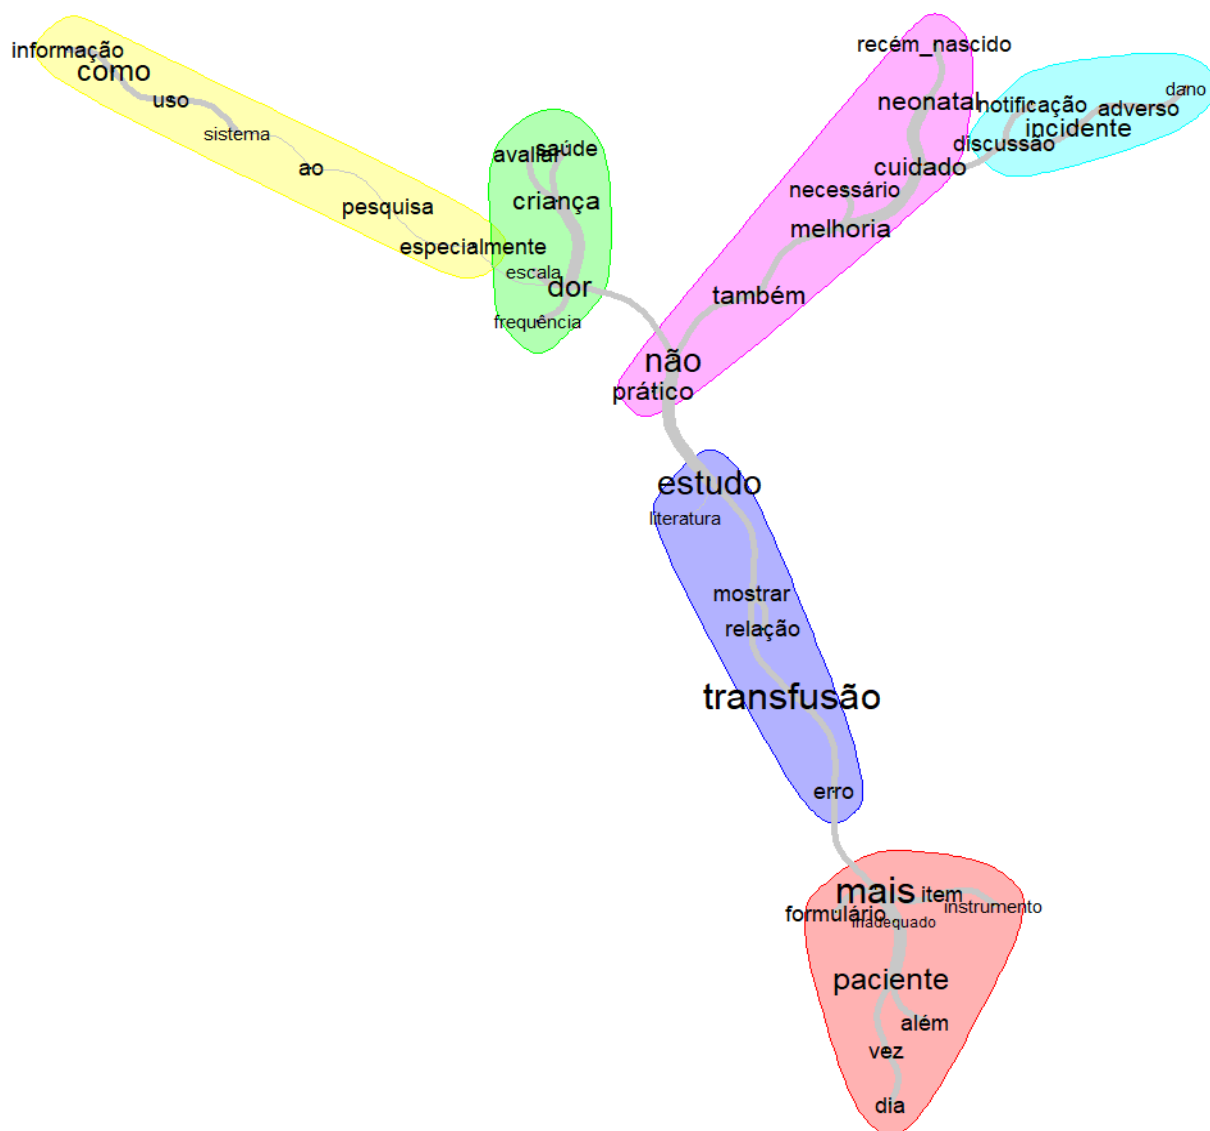 informação
como
uso
sistema
ao
pesquisa
especialmente
avaliar
saúde
criança
escala
dor
frequência
recém_nascido
neonatal
cuidado
necessário
melhoria
também
não
prático
notificação
dano
adverso
incidente
discussão
estudo
literatura
mostrar
relação
transfusão
erro
mais
item
instrumento
formulário
inadequado
paciente
além
vez
dia